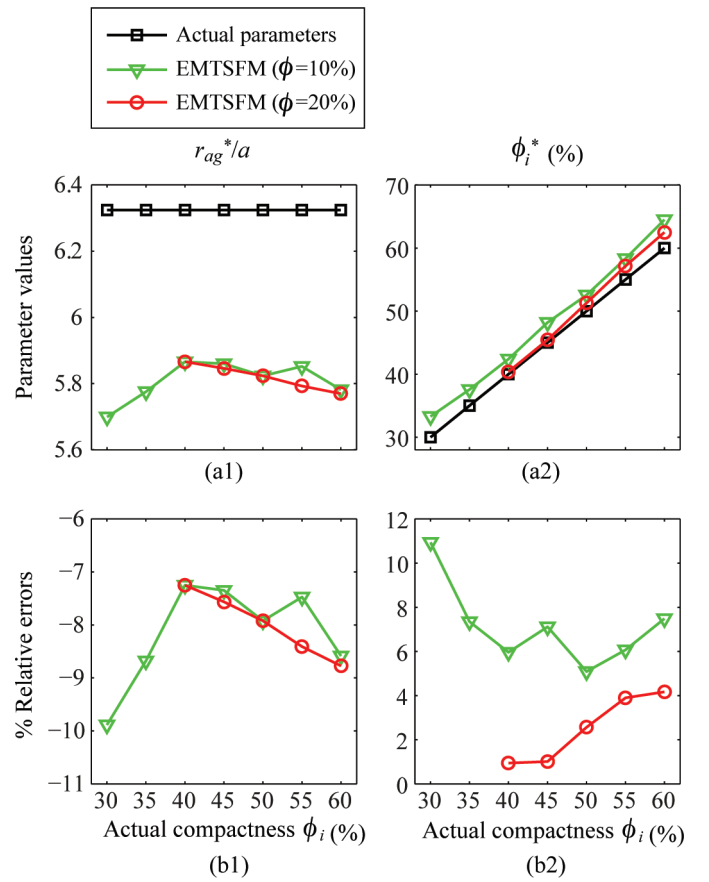 Actual parameters
EMTSFM (ϕ=10%)
EMTSFM (ϕ=20%)
r_ag*/a
ϕ_i* (%)
Parameter values
6.4
6.2
6
5.8
5.6
(a1)
70
60
50
40
30
(a2)
% Relative errors
−6
−7
−8
−9
−10
−11
30 35 40 45 50 55 60
Actual compactness ϕ_i (%)
(b1)
12
10
8
6
4
2
0
30 35 40 45 50 55 60
Actual compactness ϕ_i (%)
(b2)